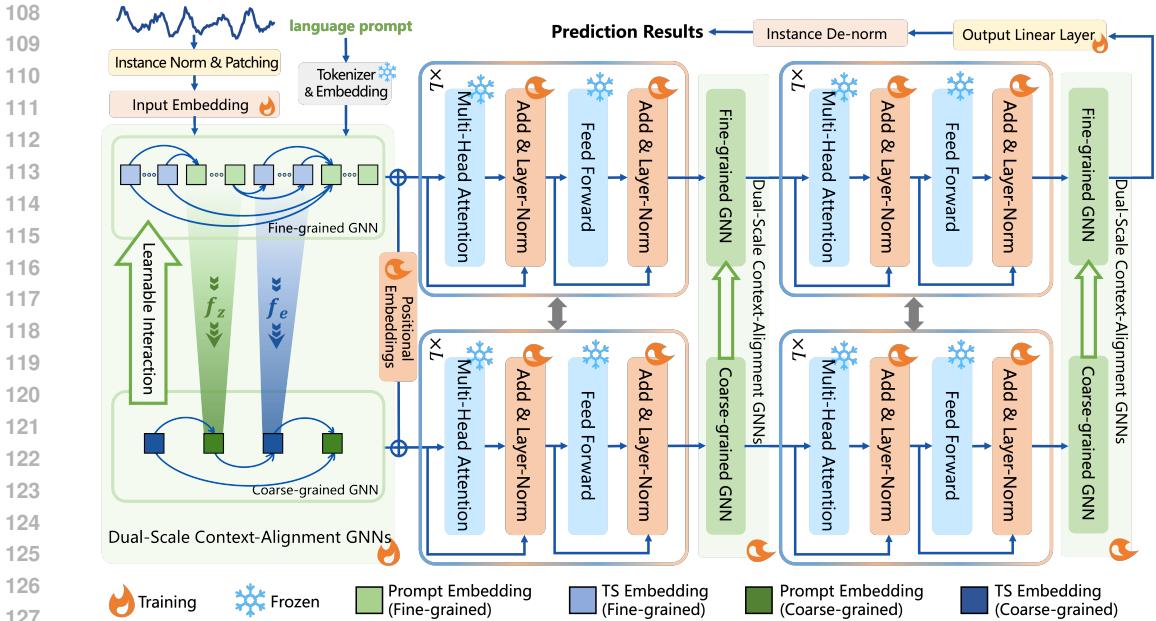 108
109
110
111
112
113
114
115
116
117
118
119
120
121
122
123
124
125
126
127
language prompt
Instance Norm & Patching
Tokenizer
& Embedding
Input Embedding
Prediction Results
Instance De-norm
Output Linear Layer
Fine-grained GNN
Learnable Interaction
f_z
f_e
Coarse-grained GNN
Dual-Scale Context-Alignment GNNs
Positional
Embeddings
×L
Multi-Head Attention
Add & Layer-Norm
Feed Forward
Add & Layer-Norm
Fine-grained GNN
Dual-Scale Context-Alignment GNNs
×L
Multi-Head Attention
Add & Layer-Norm
Feed Forward
Add & Layer-Norm
Fine-grained GNN
Dual-Scale Context-Alignment GNNs
×L
Multi-Head Attention
Add & Layer-Norm
Feed Forward
Add & Layer-Norm
Coarse-grained GNN
×L
Multi-Head Attention
Add & Layer-Norm
Feed Forward
Add & Layer-Norm
Coarse-grained GNN
Training
Frozen
Prompt Embedding
(Fine-grained)
TS Embedding
(Fine-grained)
Prompt Embedding
(Coarse-grained)
TS Embedding
(Coarse-grained)